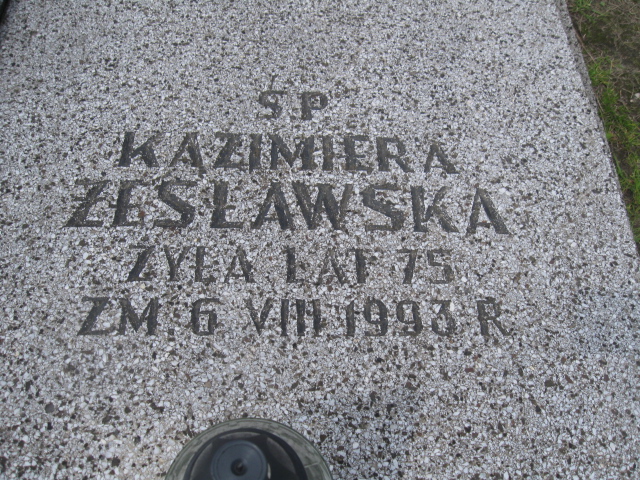 Ś.P
KAZIMIERA
ZESŁAWSKA
ŻYŁA LAT 75
ZM. 6 VIII.1993 R